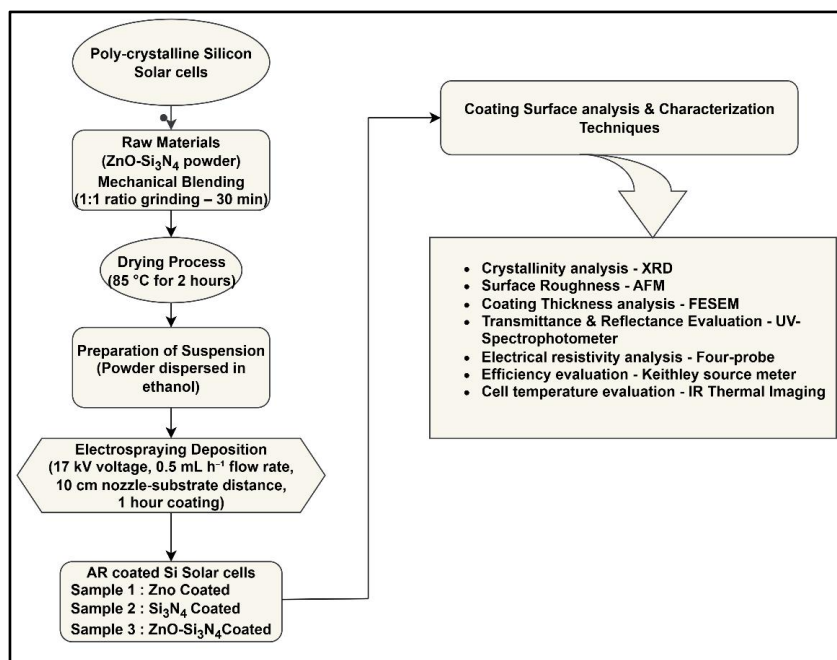 Poly-crystalline Silicon
Solar cells
Raw Materials
(ZnO-Si₃N₄ powder)
Mechanical Blending
(1:1 ratio grinding – 30 min)
Drying Process
(85 °C for 2 hours)
Preparation of Suspension
(Powder dispersed in
ethanol)
Electrospraying Deposition
(17 kV voltage, 0.5 mL h⁻¹ flow rate,
10 cm nozzle-substrate distance,
1 hour coating)
AR coated Si Solar cells
Sample 1 : Zno Coated
Sample 2 : Si₃N₄ Coated
Sample 3 : ZnO-Si₃N₄Coated
Coating Surface analysis & Characterization
Techniques
• Crystallinity analysis - XRD
• Surface Roughness - AFM
• Coating Thickness analysis - FESEM
• Transmittance & Reflectance Evaluation - UV-
Spectrophotometer
• Electrical resistivity analysis - Four-probe
• Efficiency evaluation - Keithley source meter
• Cell temperature evaluation - IR Thermal Imaging